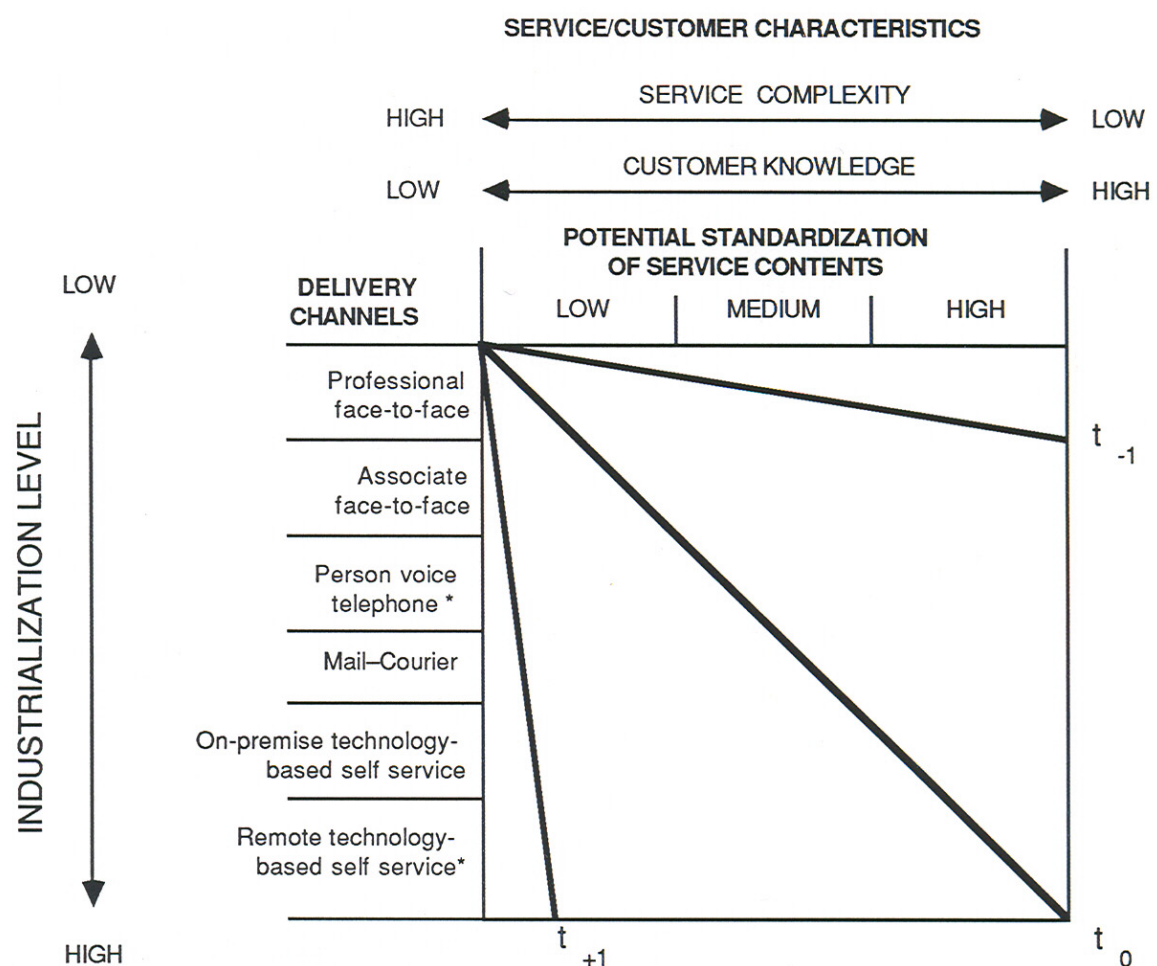 SERVICE/CUSTOMER CHARACTERISTICS
SERVICE COMPLEXITY
HIGH
LOW
CUSTOMER KNOWLEDGE
LOW
HIGH
POTENTIAL STANDARDIZATION
OF SERVICE CONTENTS
LOW
DELIVERY
CHANNELS
LOW
MEDIUM
HIGH
Professional
face-to-face
t -1
Associate
face-to-face
Person voice
telephone *
Mail–Courier
On-premise technology-
based self service
Remote technology-
based self service*
INDUSTRIALIZATION LEVEL
HIGH
t +1
t 0